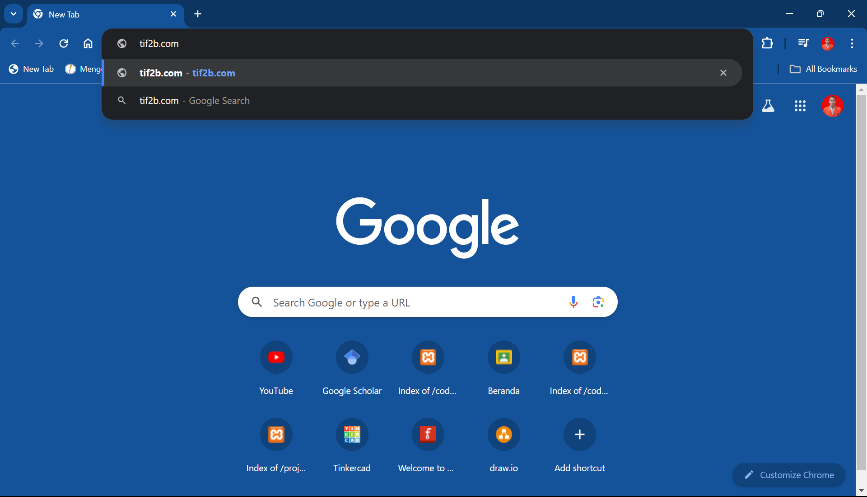 New Tab
tif2b.com
New Tab
All Bookmarks
tif2b.com - tif2b.com
tif2b.com - Google Search
Google
Search Google or type a URL
YouTube
Google Scholar
Index of /cod...
Beranda
Index of /cod...
Index of /proj...
Tinkercad
Welcome to ...
draw.io
Add shortcut
Customize Chrome